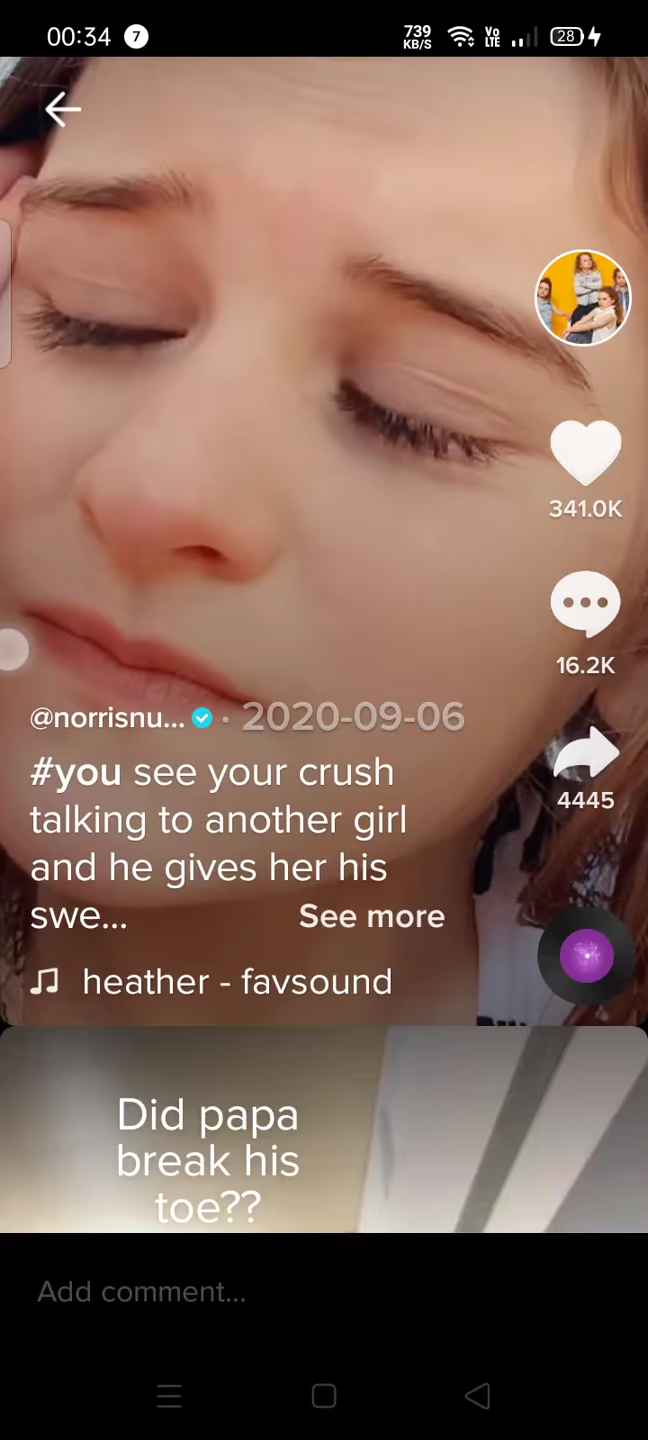 00:34 7 739 KB/S Vo LTE 28
341.0K
16.2K
@norrisnu... · 2020-09-06
#you see your crush
talking to another girl
and he gives her his
swe... See more
4445
heather - favsound
Did papa
break his
toe??
Add comment...